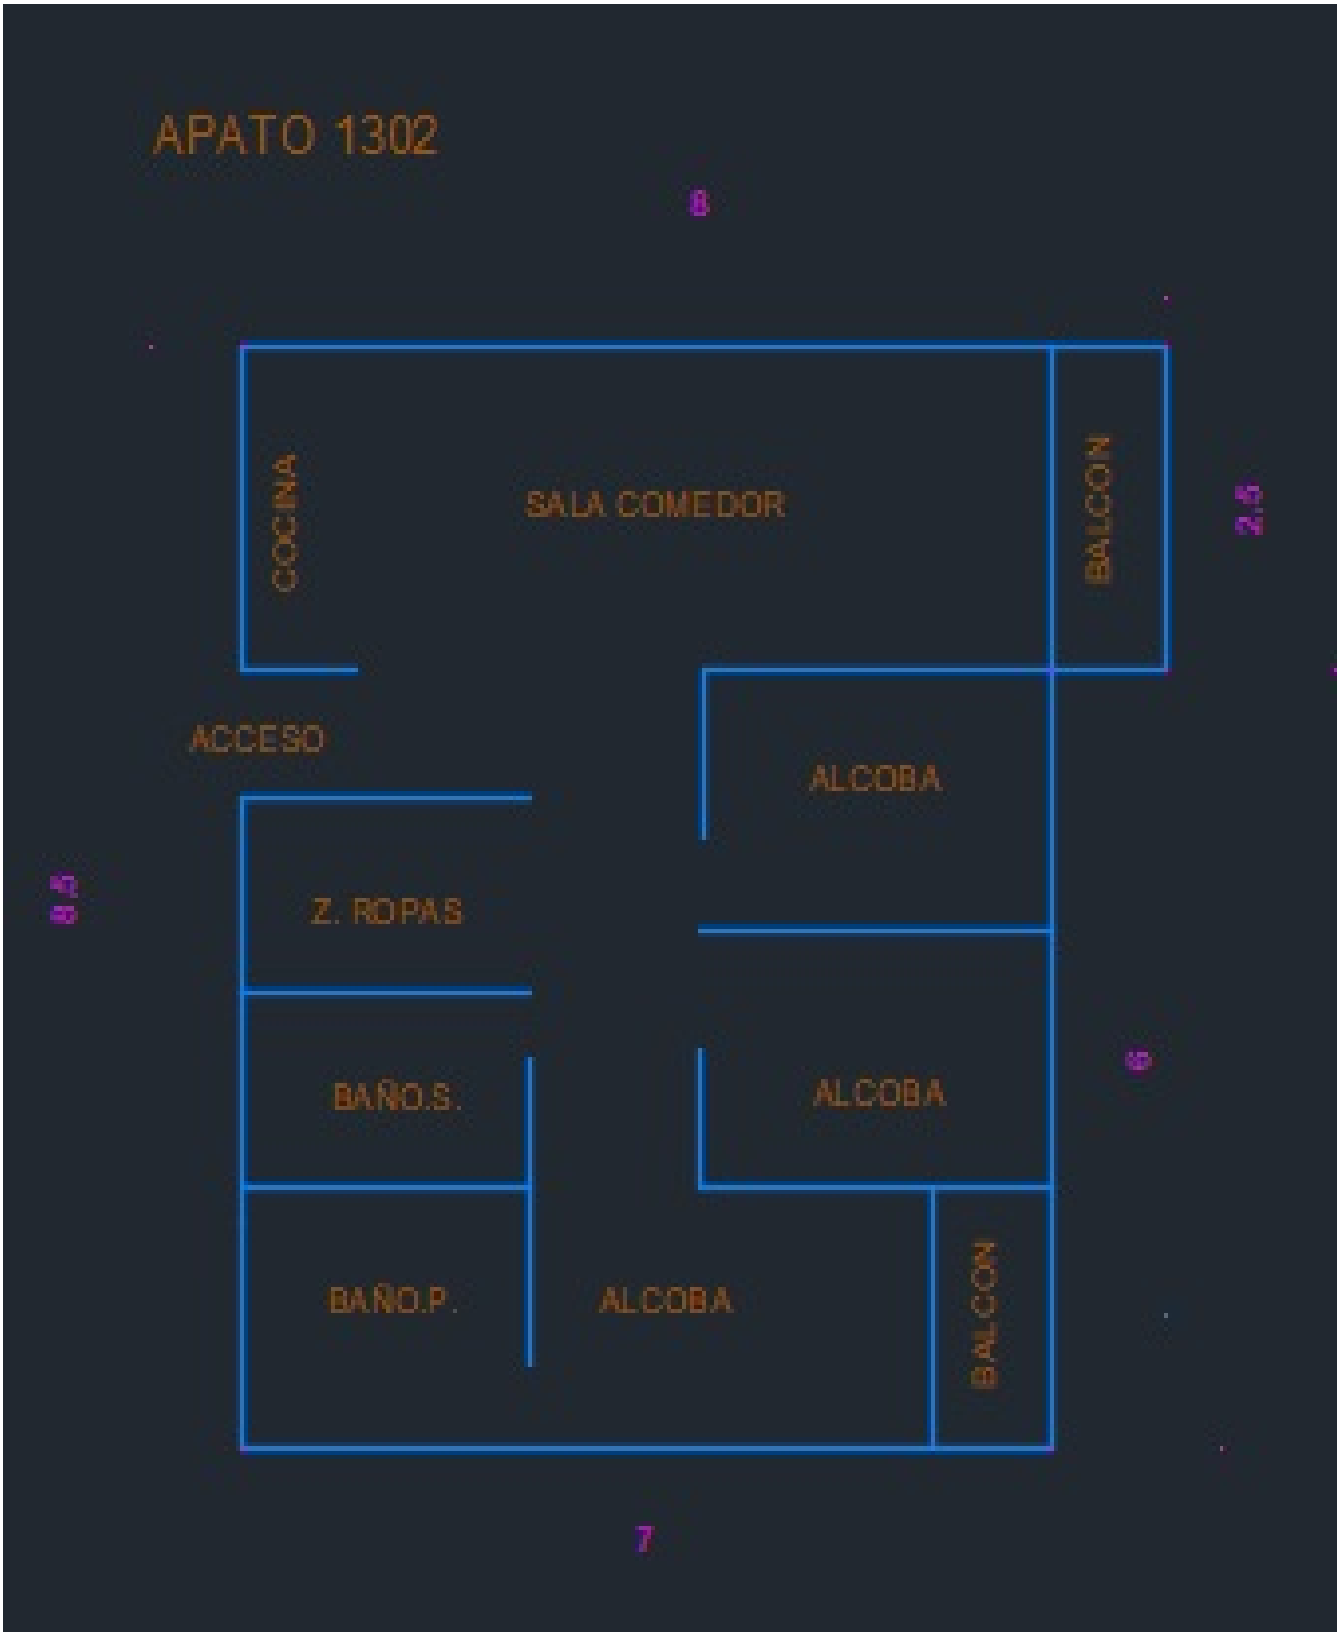 APATO 1302
8
COCINA
SALA COMEDOR
BALCON
2.5
ACCESO
ALCOBA
8.5
Z. ROPAS
6
BAÑO.S.
ALCOBA
BAÑO.P.
ALCOBA
BALCON
7